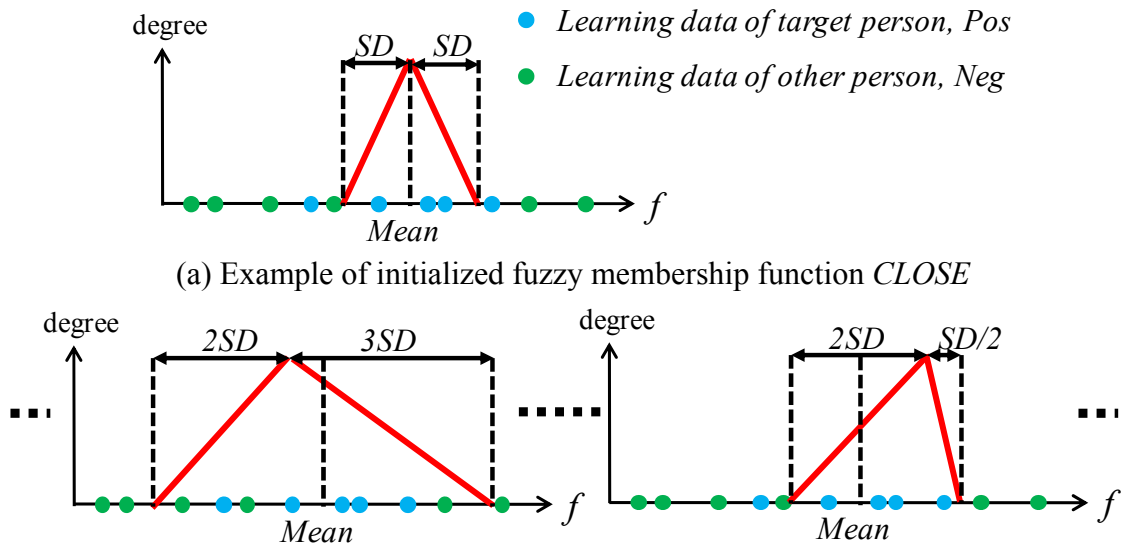 degree
SD
SD
Learning data of target person, Pos
Learning data of other person, Neg
f
Mean
(a) Example of initialized fuzzy membership function CLOSE
degree
2SD
3SD
f
Mean
degree
2SD
SD/2
f
Mean